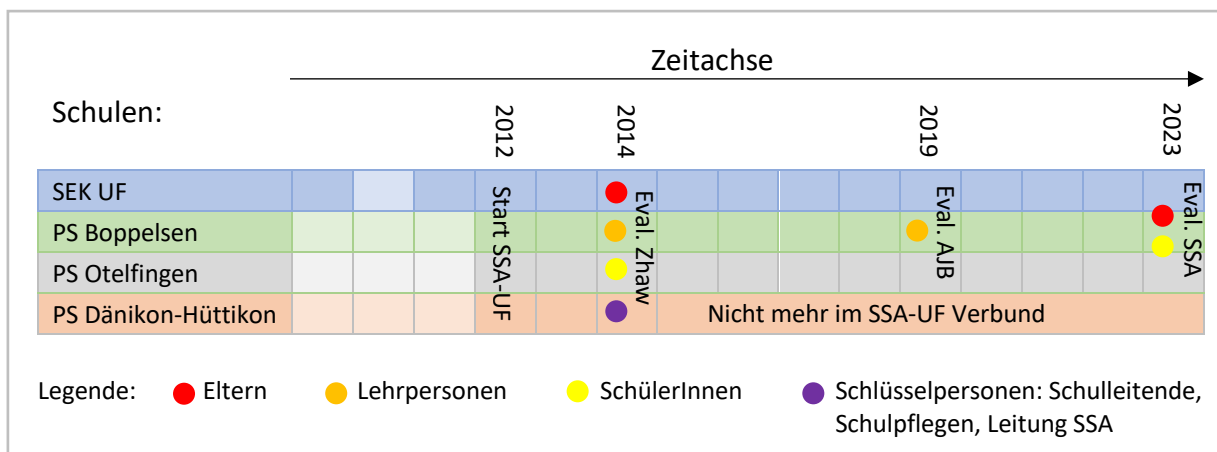 Zeitachse
Schulen:
2012
2014
2019
2023
SEK UF
PS Boppelsen
PS Otelfingen
PS Dänikon-Hüttikon
Start SSA-UF
Eval. Zhaw
Eval. AJB
Eval. SSA
Nicht mehr im SSA-UF Verbund
Legende:
Eltern
Lehrpersonen
SchülerInnen
Schlüsselpersonen: Schulleitende,
Schulpflegen, Leitung SSA